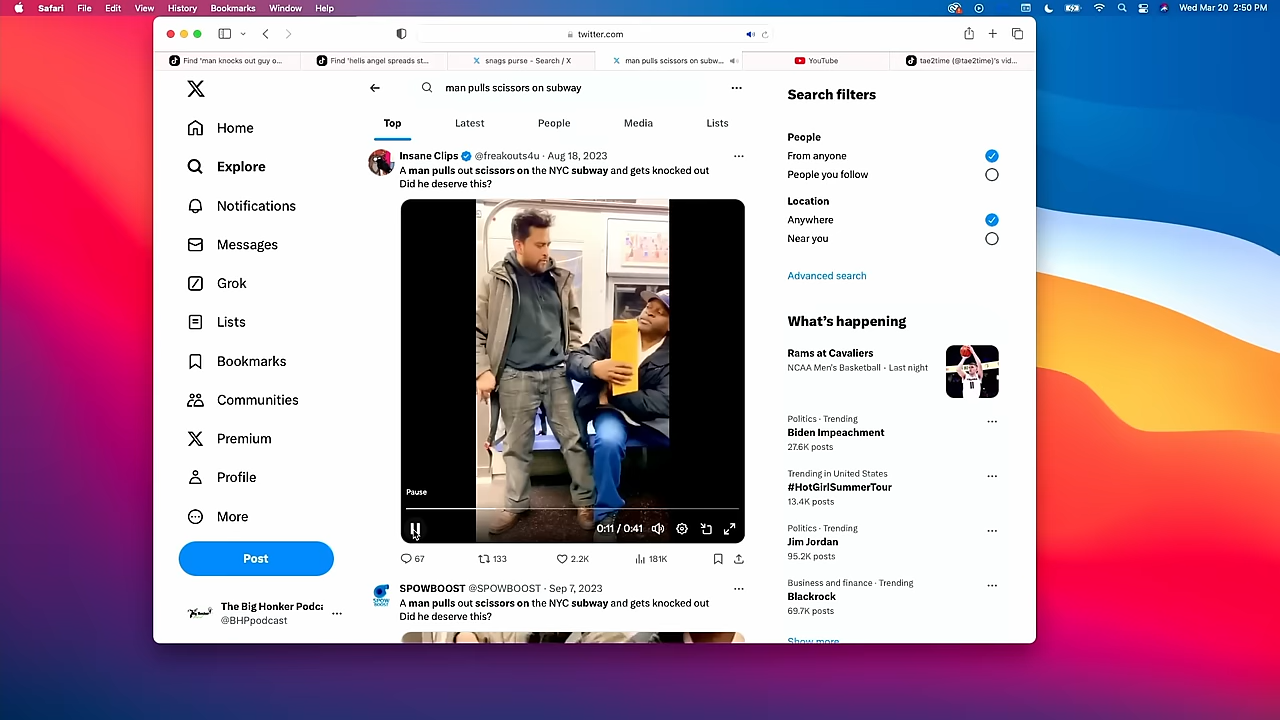 Safari File Edit View History Bookmarks Window Help
Wed Mar 20 2:50 PM
twitter.com
Find 'man knocks out guy o...
Find 'hells angel spreads st...
snags purse - Search / X
man pulls scissors on subw...
YouTube
tae2time (@tae2time)'s vid...
Home
Explore
Notifications
Messages
Grok
Lists
Bookmarks
Communities
Premium
Profile
More
Post
The Big Honker Podca
@BHPpodcast
man pulls scissors on subway
Top Latest People Media Lists
Insane Clips @freakouts4u · Aug 18, 2023
A man pulls out scissors on the NYC subway and gets knocked out
Did he deserve this?
Pause
0:11 / 0:41
67 133 2.2K 181K
SPOWBOOST @SPOWBOOST · Sep 7, 2023
A man pulls out scissors on the NYC subway and gets knocked out
Did he deserve this?
Search filters
People
From anyone
People you follow
Location
Anywhere
Near you
Advanced search
What's happening
Rams at Cavaliers
NCAA Men's Basketball · Last night
Politics · Trending
Biden Impeachment
27.6K posts
Trending in United States
#HotGirlSummerTour
13.4K posts
Politics · Trending
Jim Jordan
95.2K posts
Business and finance · Trending
Blackrock
69.7K posts
Show more